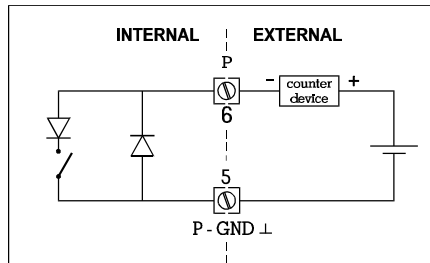 INTERNAL EXTERNAL
P
- counter device +
6
5
P - GND ⊥